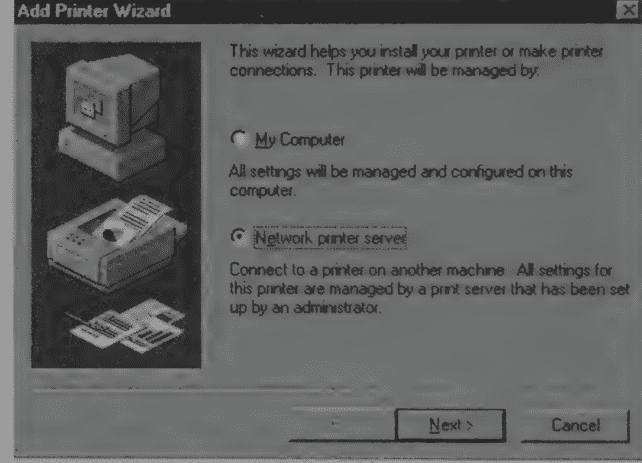 Add Printer Wizard
This wizard helps you install your printer or make printer
connections. This printer will be managed by:
My Computer
All settings will be managed and configured on this
computer.
Network printer server
Connect to a printer on another machine. All settings for
this printer are managed by a print server that has been set
up by an administrator.
Next >
Cancel